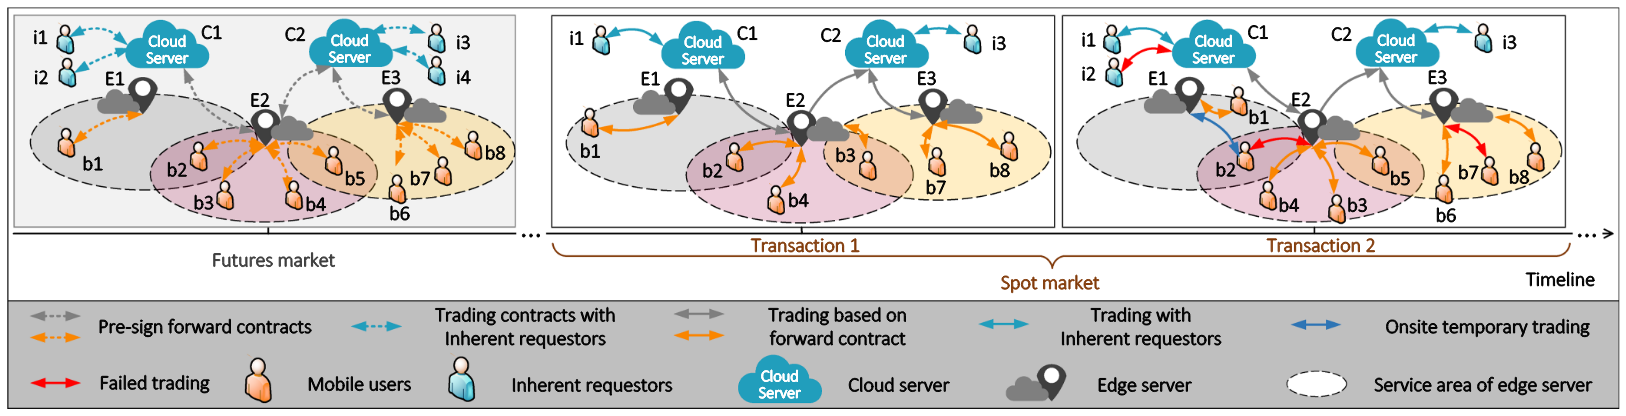 i1
i2
Cloud
Server
C1
C2
Cloud
Server
i3
i4
E1
E2
E3
b1
b2
b3
b4
b5
b6
b7
b8
i1
Cloud
Server
C1
C2
Cloud
Server
i3
E1
E2
E3
b1
b2
b3
b4
b7
b8
i1
i2
Cloud
Server
C1
C2
Cloud
Server
i3
E1
E2
E3
b1
b2
b3
b4
b5
b6
b7
b8
...
...
Futures market
Transaction 1
Transaction 2
Spot market
Timeline
Pre-sign forward contracts
Trading contracts with
Inherent requestors
Trading based on
forward contract
Trading with
Inherent requestors
Onsite temporary trading
Failed trading
Mobile users
Inherent requestors
Cloud
Server
Cloud server
Edge server
Service area of edge server